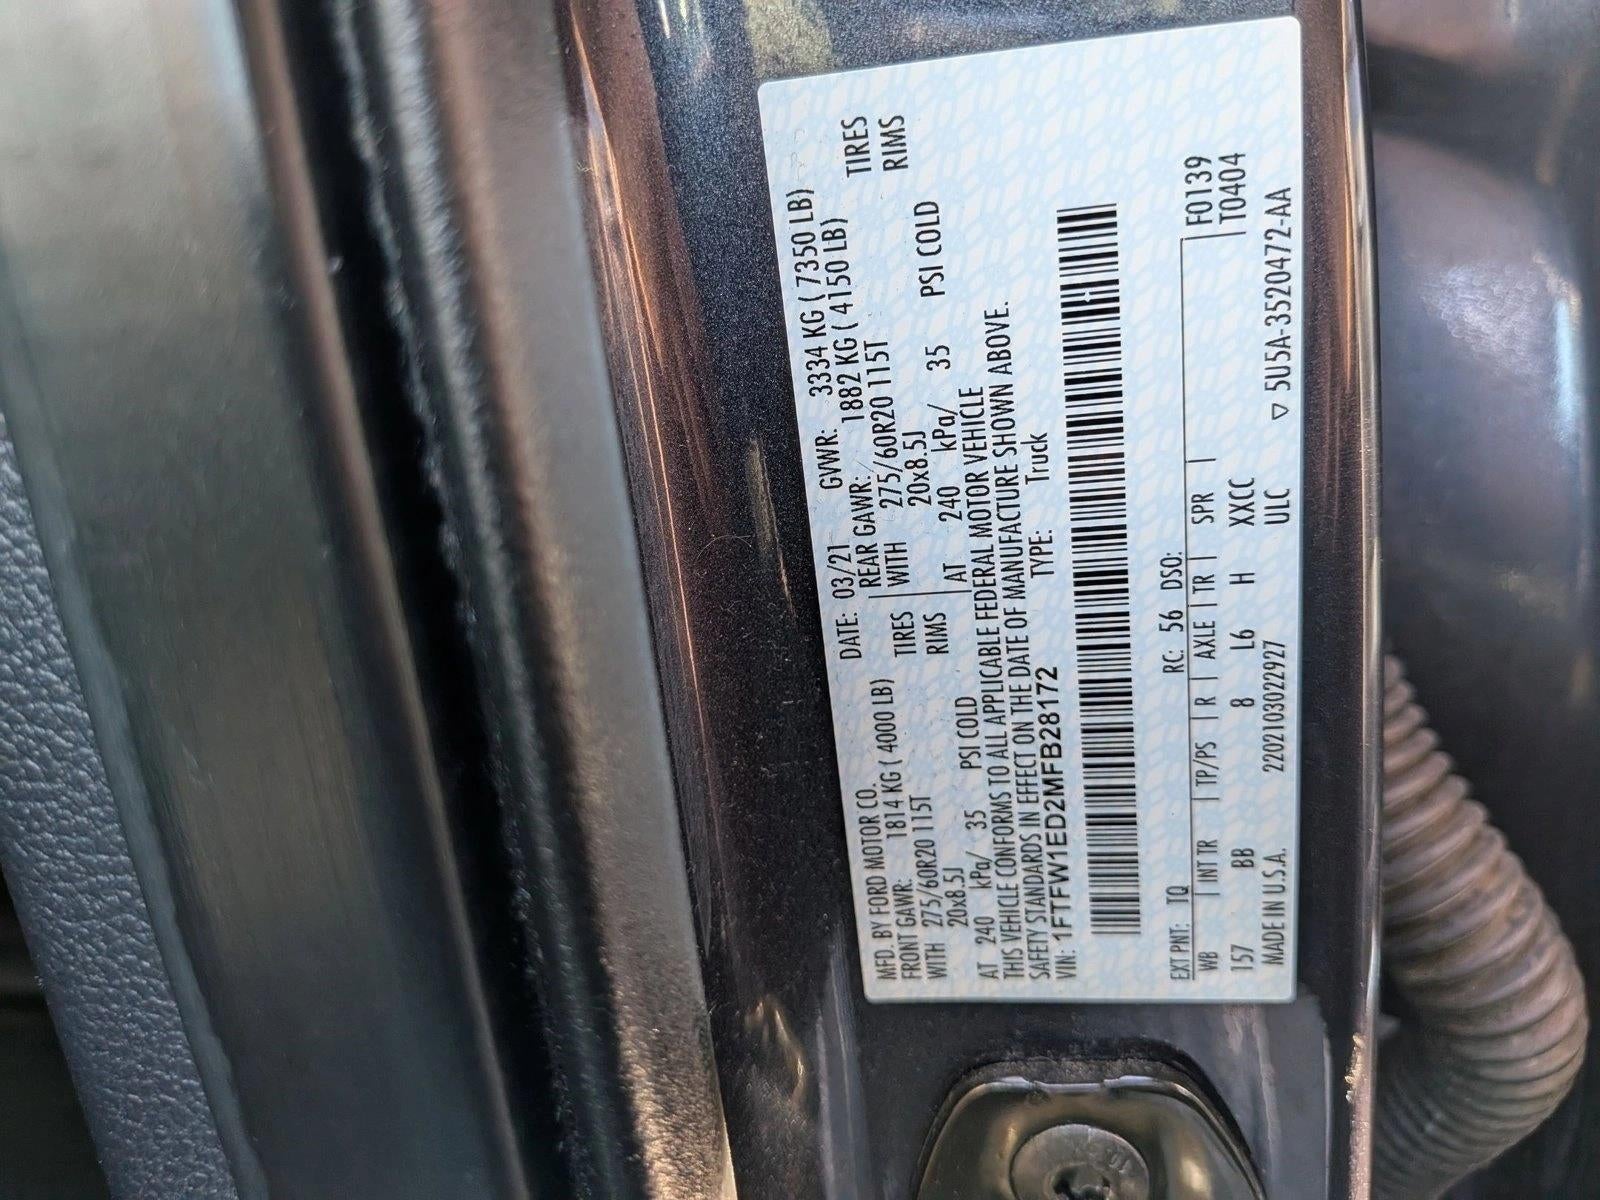 MFD. BY FORD MOTOR CO.
DATE: 03/21 GVWR: 3334 KG ( 7350 LB)
FRONT GAWR: 1814 KG ( 4000 LB) REAR GAWR: 1882 KG ( 4150 LB)
WITH 275/60R20 115T TIRES WITH 275/60R20 115T TIRES
20x8.5J RIMS 20x8.5J RIMS
AT 240 kPa/ 35 PSI COLD AT 240 kPa/ 35 PSI COLD
THIS VEHICLE CONFORMS TO ALL APPLICABLE FEDERAL MOTOR VEHICLE
SAFETY STANDARDS IN EFFECT ON THE DATE OF MANUFACTURE SHOWN ABOVE.
VIN: 1FTFW1ED2MFB28172 TYPE: Truck
EXT PNT: TQ RC: 56 DSO: F0139
WB INT TR TP/PS R AXLE TR SPR T0404
157 BB 8 L6 H XXCC
MADE IN U.S.A. 2202103022927 ULC ▽ 5U5A-3520472-AA